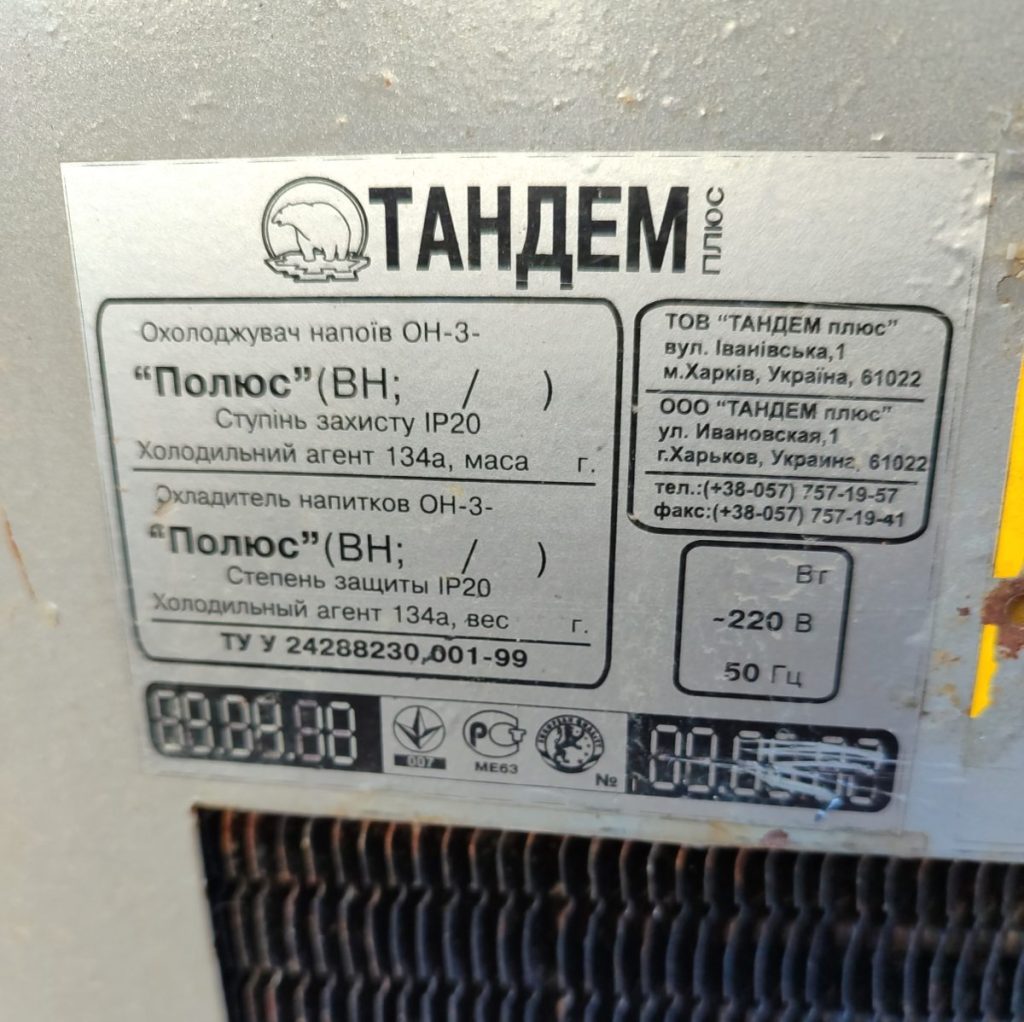 ТАНДЕМ плюс
Охолоджувач напоїв ОН-3-
“Полюс”(ВН; / )
Ступінь захисту IP20
Холодильний агент 134а, маса г.
Охладитель напитков ОН-3-
“Полюс”(ВН; / )
Степень защиты IP20
Холодильный агент 134а, вес г.
ТУ У 24288230,001-99
ТОВ “ТАНДЕМ плюс”
вул. Іванівська,1
м.Харків, Україна, 61022
ООО “ТАНДЕМ плюс”
ул. Ивановская,1
г.Харьков, Украина, 61022
тел.:(+38-057) 757-19-57
факс:(+38-057) 757-19-41
Вт
~220 В
50 Гц
007
РСТ
МЕ63
№